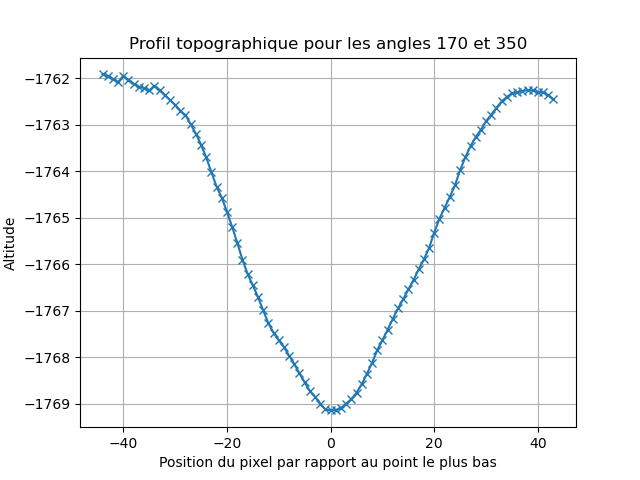 Profil topographique pour les angles 170 et 350
Altitude
−1762
−1763
−1764
−1765
−1766
−1767
−1768
−1769
−40 −20 0 20 40
Position du pixel par rapport au point le plus bas